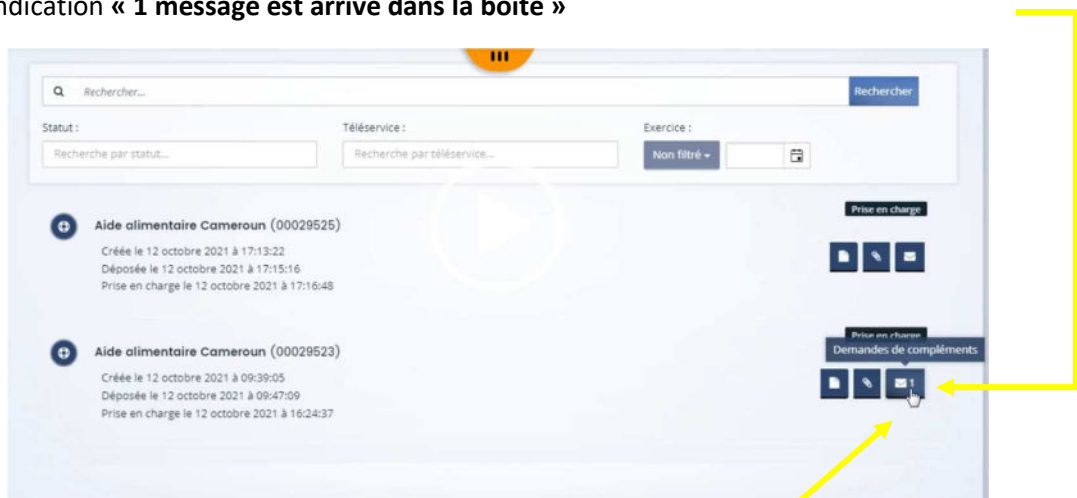 ndication « 1 message est arrivé dans la boîte »
Rechercher...
Rechercher
Statut :
Téléservice :
Exercice :
Recherche par statut...
Recherche par téléservice...
Non filtré
Aide alimentaire Cameroun (00029525)
Prise en charge
Créée le 12 octobre 2021 à 17:13:22
Déposée le 12 octobre 2021 à 17:15:16
Prise en charge le 12 octobre 2021 à 17:16:48
Aide alimentaire Cameroun (00029523)
Prise en charge
Demandes de compléments
Créée le 12 octobre 2021 à 09:39:05
1
Déposée le 12 octobre 2021 à 09:47:09
Prise en charge le 12 octobre 2021 à 16:24:37